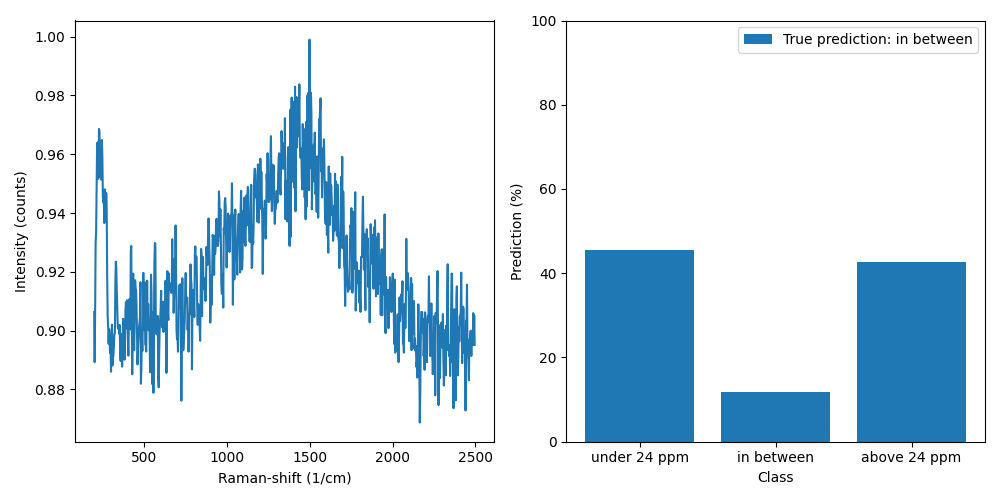 1.00
0.98
0.96
0.94
0.92
0.90
0.88
Intensity (counts)
500
1000
1500
2000
2500
Raman-shift (1/cm)
100
80
60
40
20
0
Prediction (%)
True prediction: in between
under 24 ppm
in between
above 24 ppm
Class